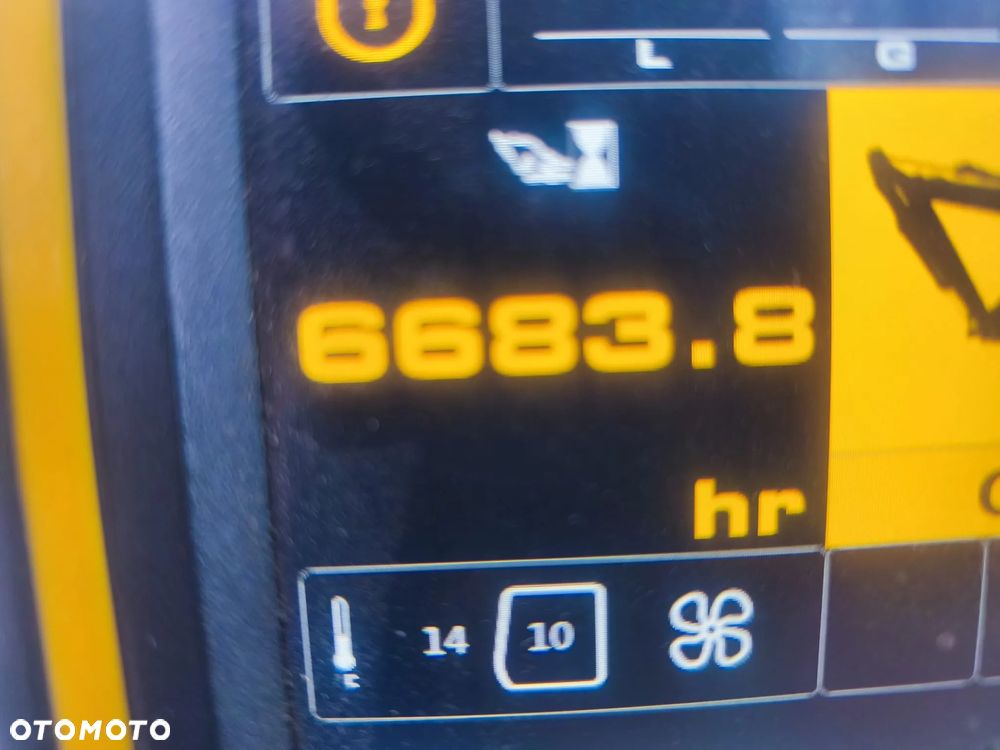 L G
6683.8
hr
14 10
OTOMOTO